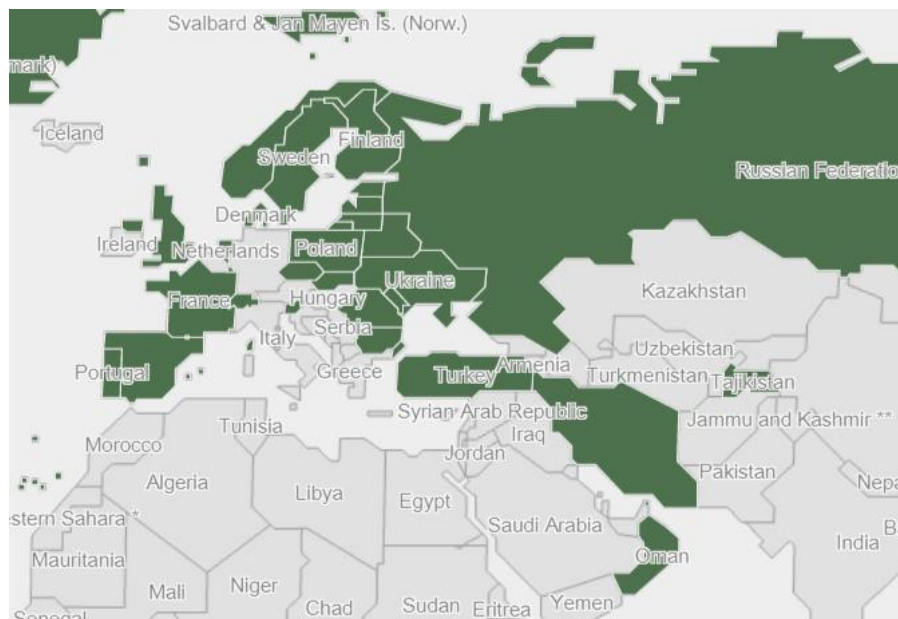 Svalbard & Jan Mayen Is. (Norw.)
mark)
Iceland
Finland
Sweden
Russian Federatio
Denmark
Ireland
Netherlands
Poland
Ukraine
France
Hungary
Kazakhstan
Serbia
Italy
Uzbekistan
Portugal
Greece
Turkey
Armenia
Turkmenistan
Tajikistan
Syrian Arab Republic
Jammu and Kashmir **
Tunisia
Morocco
Iraq
Jordan
Pakistan
Algeria
Libya
Egypt
Nepa
estern Sahara *
Saudi Arabia
B
India
Mauritania
Oman
Mali
Niger
Chad
Sudan
Eritrea
Yemen
Senegal